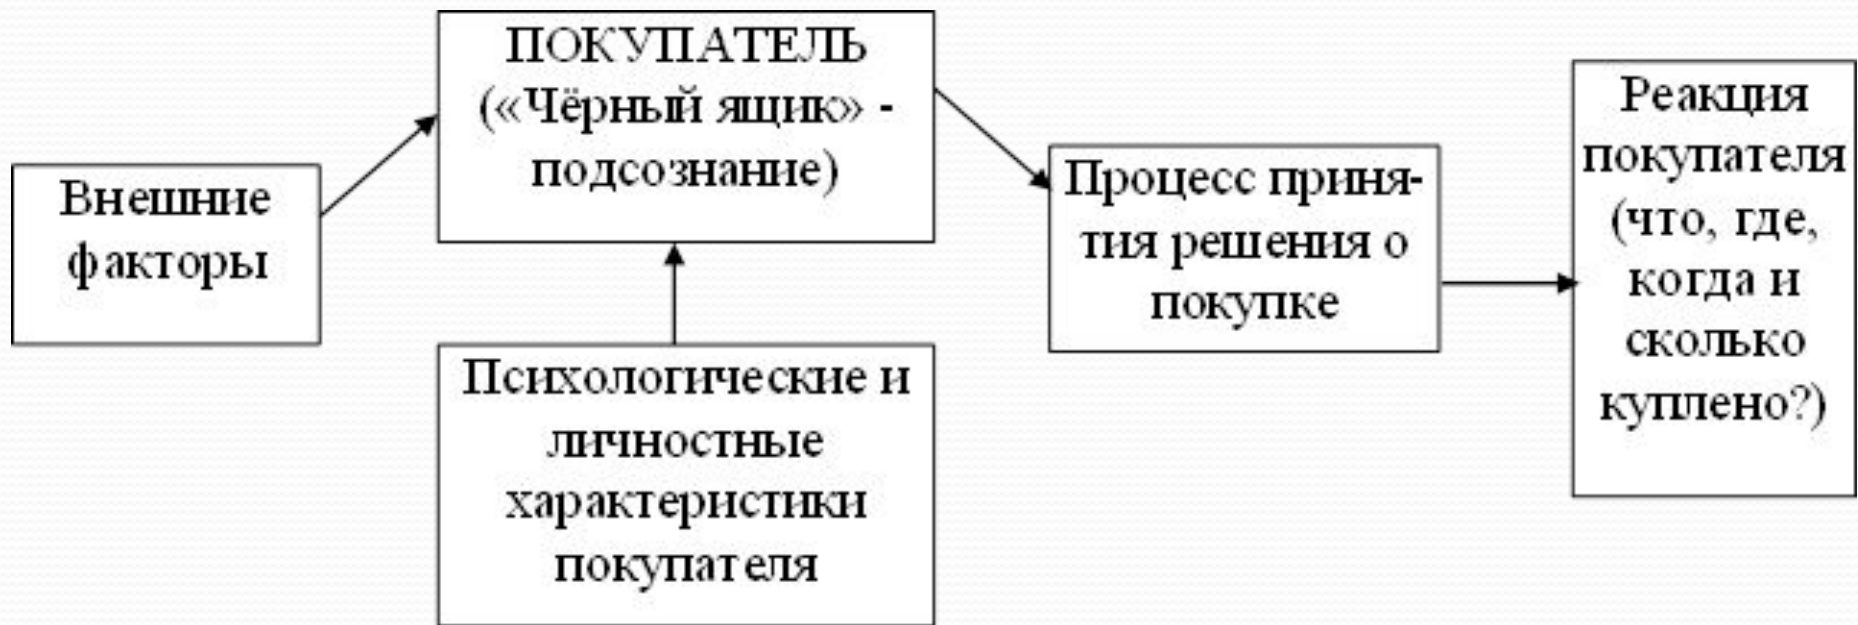 Внешние
факторы
ПОКУПАТЕЛЬ
(«Чёрный ящик» -
подсознание)
Психологические и
личностные
характеристики
покупателя
Процесс приня-
тия решения о
покупке
Реакция
покупателя
(что, где,
когда и
сколько
куплено?)